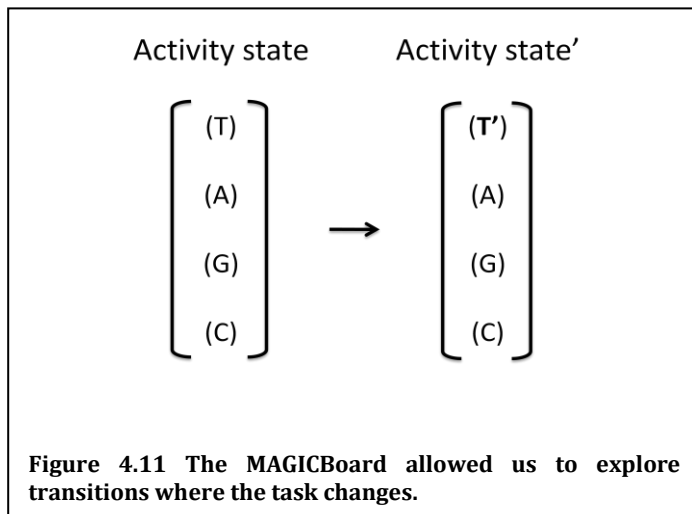 Activity state Activity state’
(T) (T’)
(A) (A)
(G) (G)
(C) (C)
Figure 4.11 The MAGICBoard allowed us to explore
transitions where the task changes.